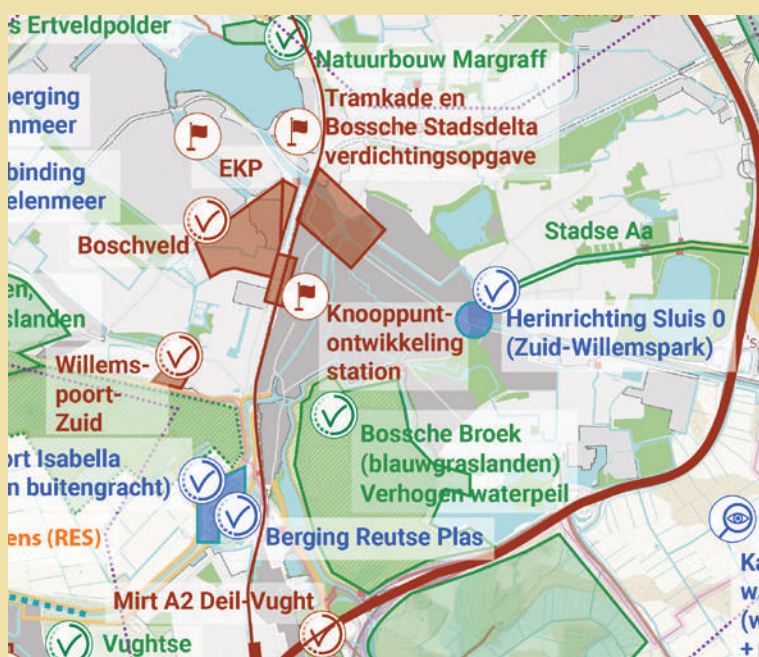 s Ertveldpolder
Natuurbouw Margraff
berging
nmeer
Tramkade en
Bossche Stadsdelta
verdichtingsopgave
EKP
binding
elenmeer
Boschveld
Stadse Aa
en,
slanden
Knooppunt-
ontwikkeling
station
Herinrichting Sluis 0
(Zuid-Willemspark)
Willems-
poort-
Zuid
Bossche Broek
(blauwgraslanden)
Verhogen waterpeil
ort Isabella
n buitengracht)
ens (RES)
Berging Reutse Plas
Mirt A2 Deil-Vught
Vughtse
Ka
w
(w
+